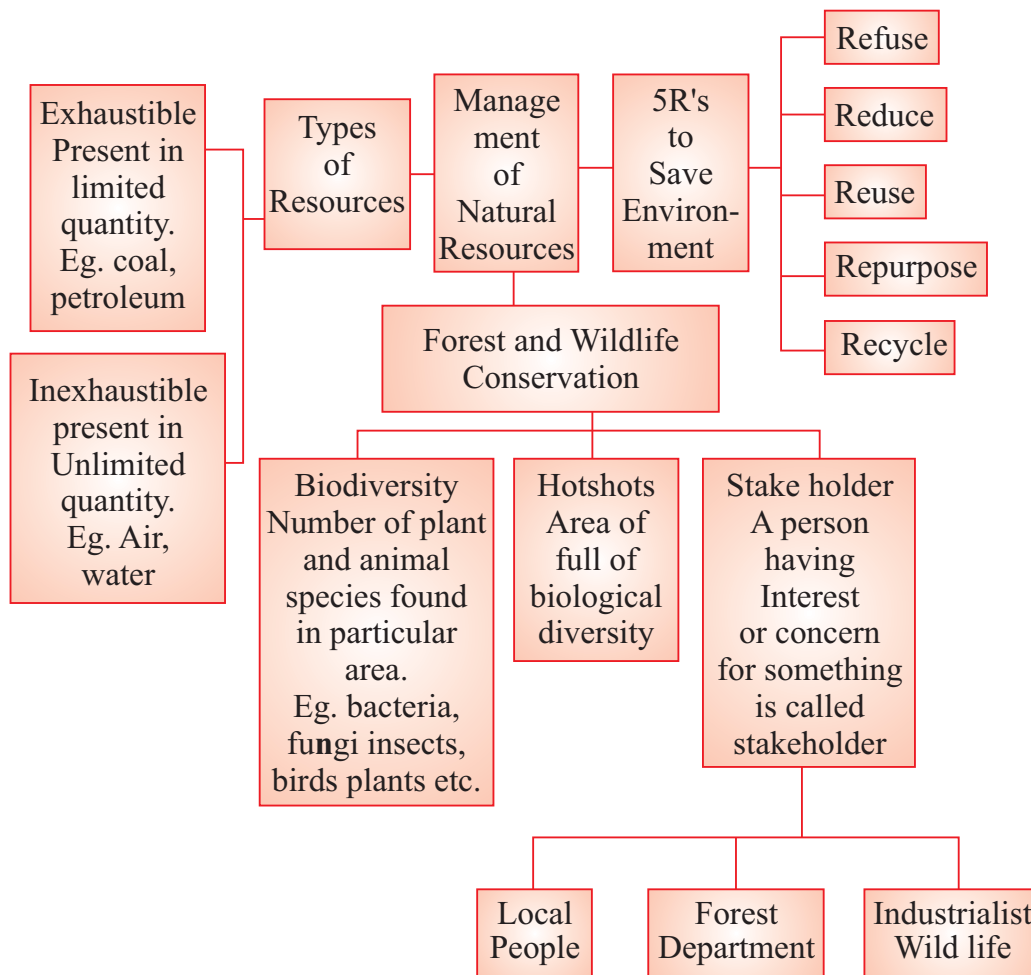 Exhaustible
Present in
limited
quantity.
Eg. coal,
petroleum
Inexhaustible
present in
Unlimited
quantity.
Eg. Air,
water
Types
of
Resources
Manage
ment
of
Natural
Resources
5R's
to
Save
Environ-
ment
Refuse
Reduce
Reuse
Repurpose
Recycle
Forest and Wildlife
Conservation
Biodiversity
Number of plant
and animal
species found
in particular
area.
Eg. bacteria,
fungi insects,
birds plants etc.
Hotshots
Area of
full of
biological
diversity
Stake holder
A person
having
Interest
or concern
for something
is called
stakeholder
Local
People
Forest
Department
Industrialist
Wild life